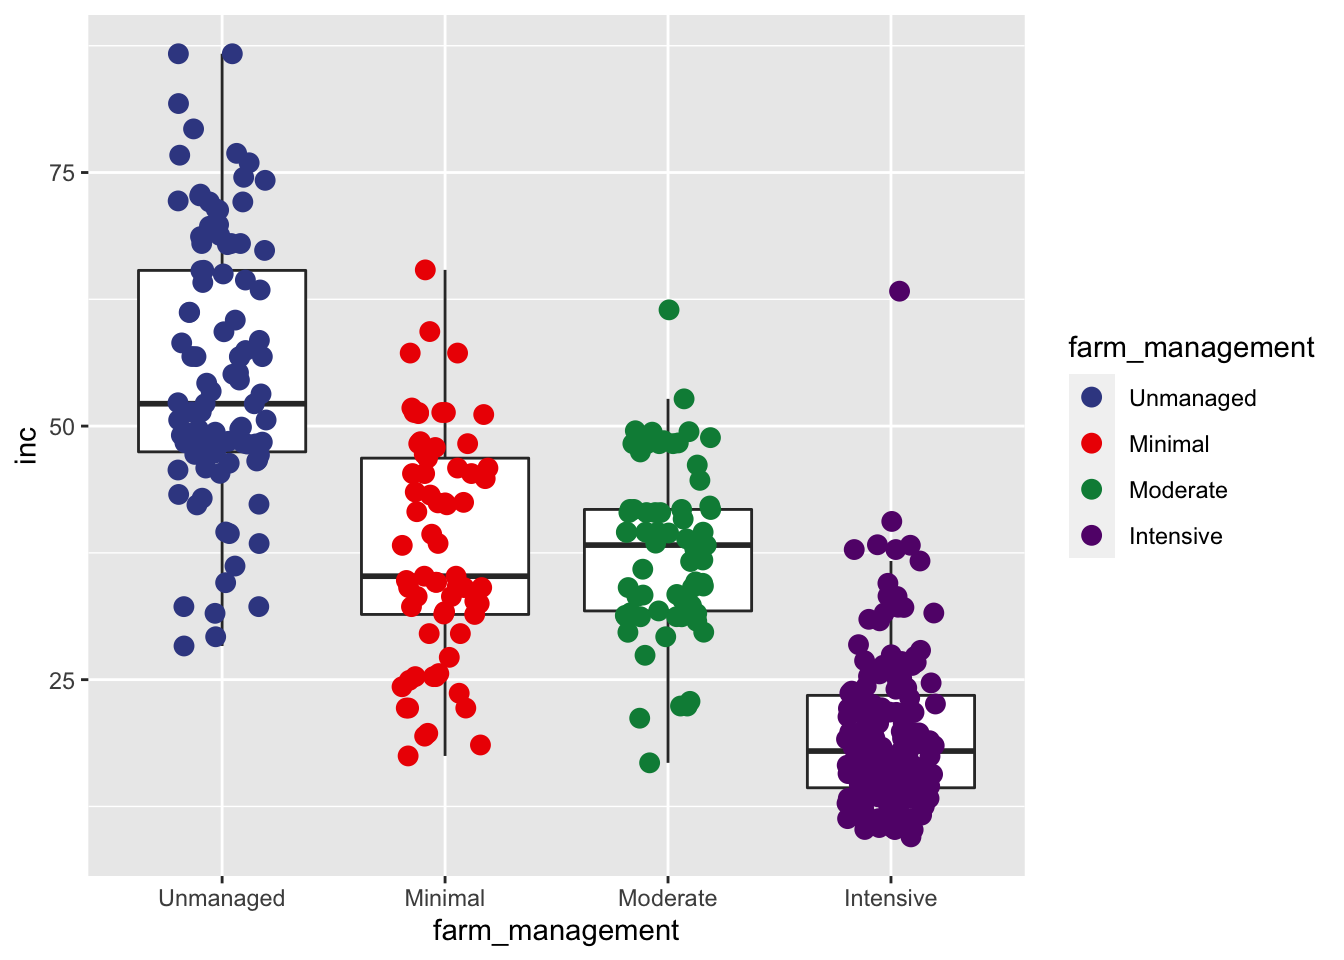 inc
75
50
25
Unmanaged Minimal Moderate Intensive
farm_management
farm_management
Unmanaged
Minimal
Moderate
Intensive